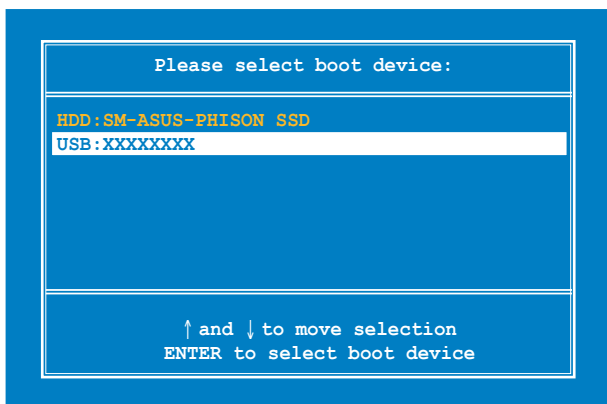 Please select boot device:
HDD:SM-ASUS-PHISON SSD
USB:XXXXXXXX
↑ and ↓ to move selection
ENTER to select boot device